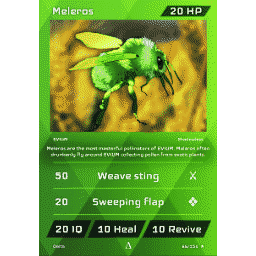 Meleros
20 HP
EVIUM
Meleros are the most masterful pollinators of EVIUM. Meleros often
drunkenly fly around EVIUM collecting pollen from exotic plants.
50 Weave sting
20 Sweeping flap
20 IQ 10 Heal 10 Revive